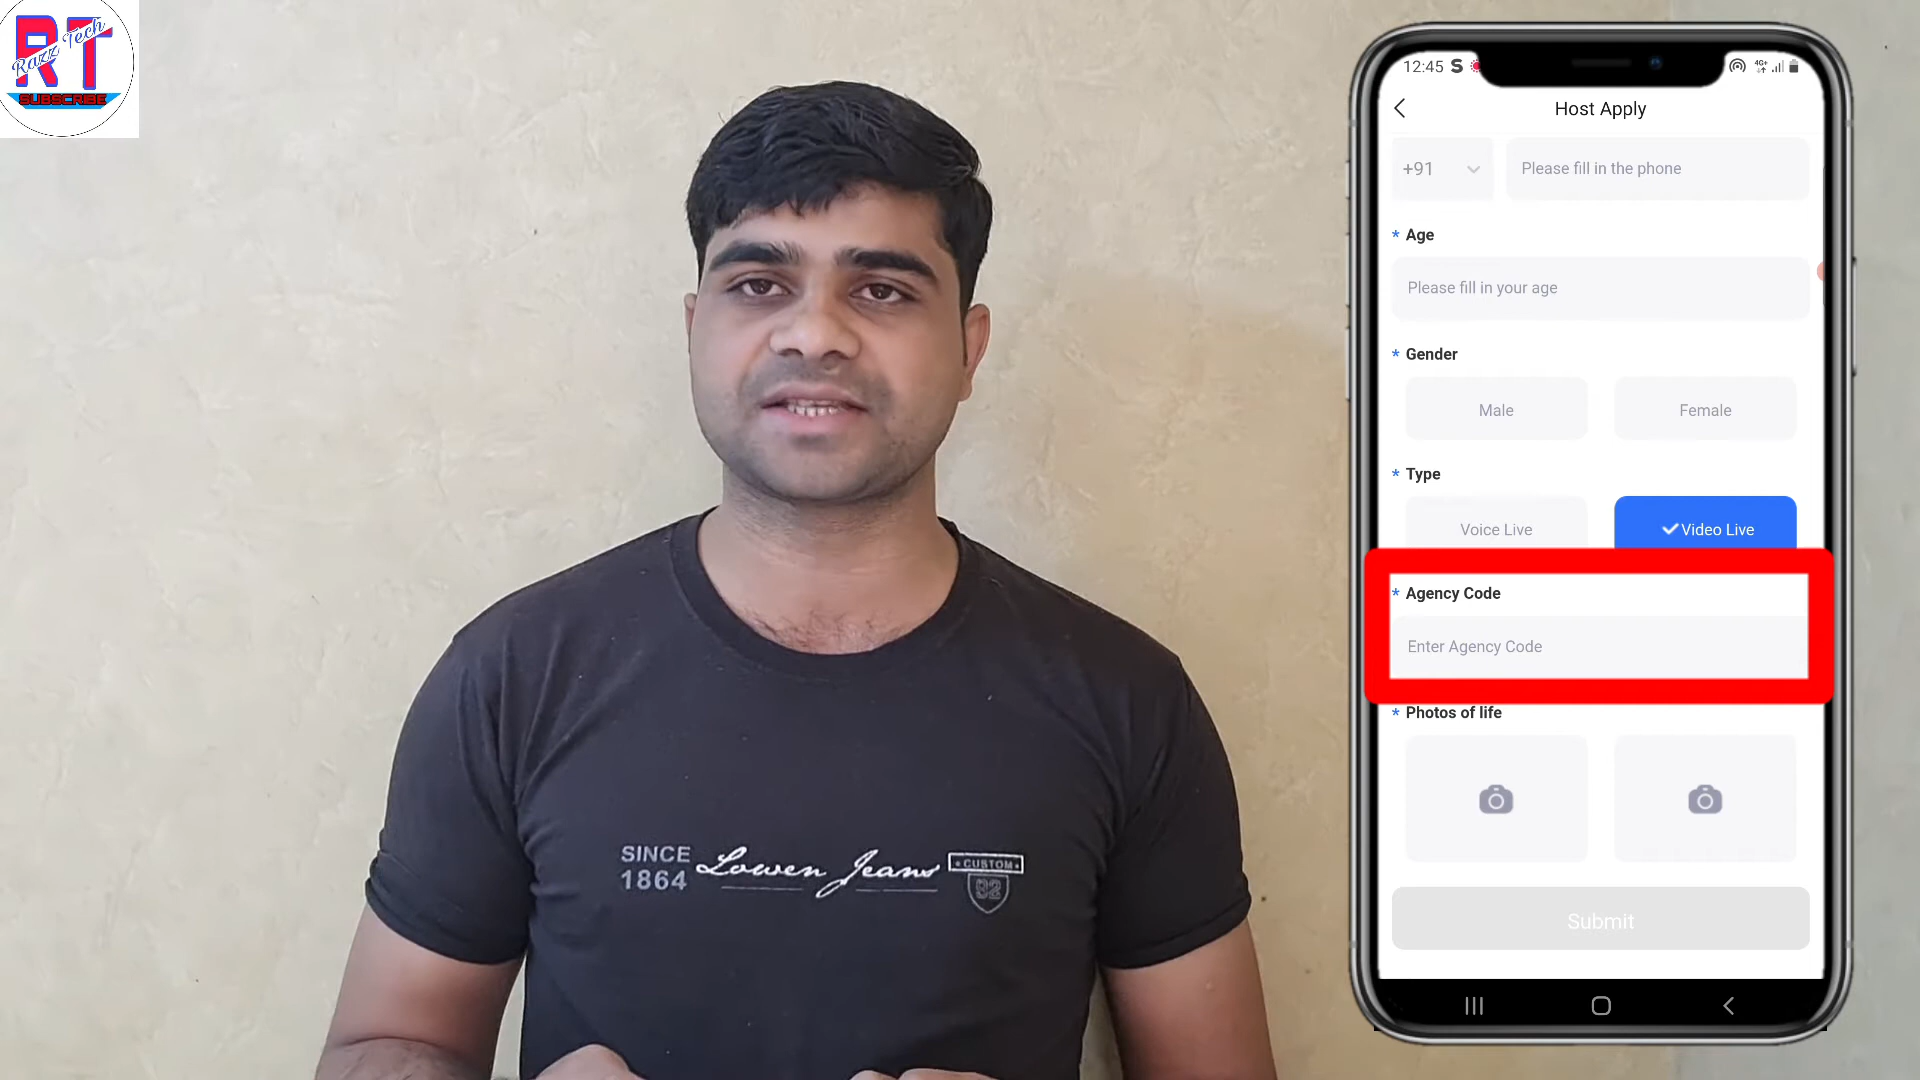 RT
Razz Tech
SUBSCRIBE
SINCE
1864
Lowen Jeans
CUSTOM
92
12:45 S
4G+
Host Apply
+91
Please fill in the phone
* Age
Please fill in your age
* Gender
Male
Female
* Type
Voice Live
Video Live
* Agency Code
Enter Agency Code
* Photos of life
Submit